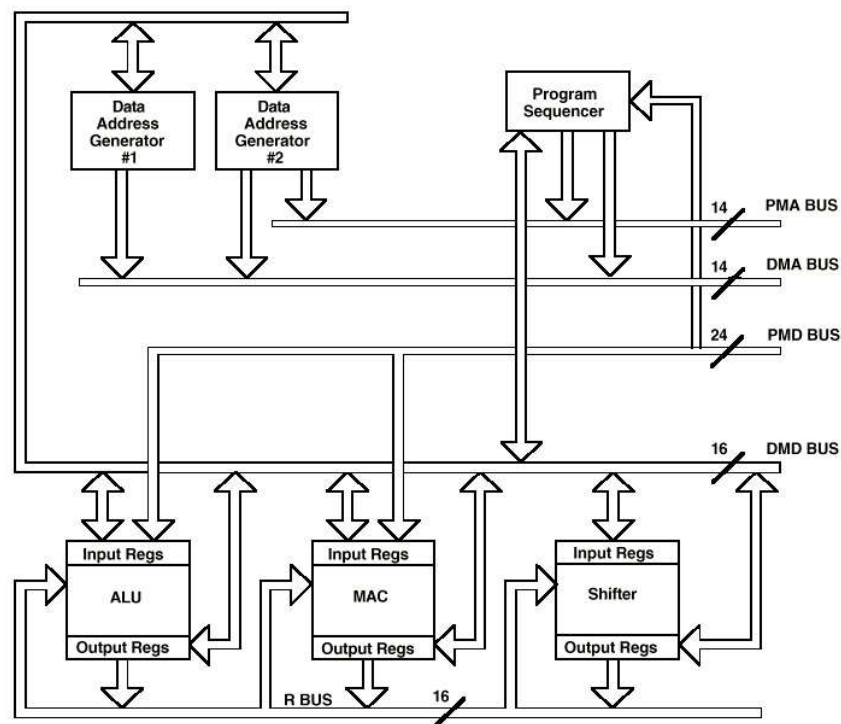 Data
Address
Generator
#1
Data
Address
Generator
#2
Program
Sequencer
14
PMA BUS
14
DMA BUS
24
PMD BUS
16
DMD BUS
Input Regs
ALU
Output Regs
Input Regs
MAC
Output Regs
Input Regs
Shifter
Output Regs
R BUS
16